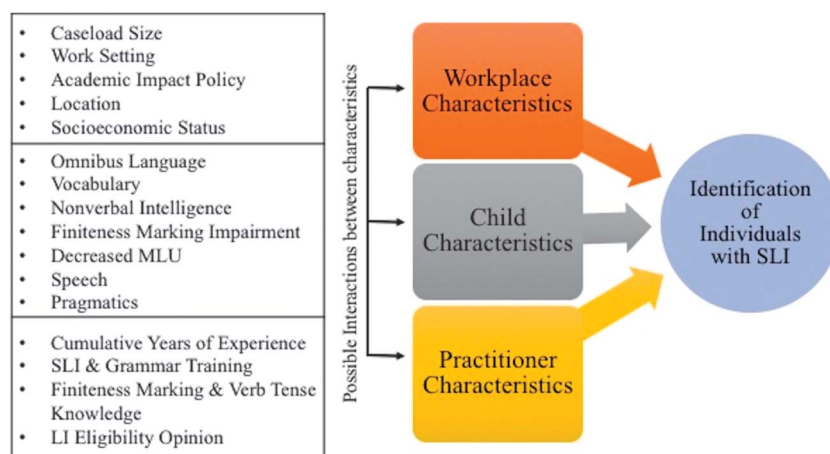 • Caseload Size
• Work Setting
• Academic Impact Policy
• Location
• Socioeconomic Status
• Omnibus Language
• Vocabulary
• Nonverbal Intelligence
• Finiteness Marking Impairment
• Decreased MLU
• Speech
• Pragmatics
• Cumulative Years of Experience
• SLI & Grammar Training
• Finiteness Marking & Verb Tense
Knowledge
• LI Eligibility Opinion
Possible Interactions between characteristics
Workplace
Characteristics
Child
Characteristics
Practitioner
Characteristics
Identification
of
Individuals
with SLI